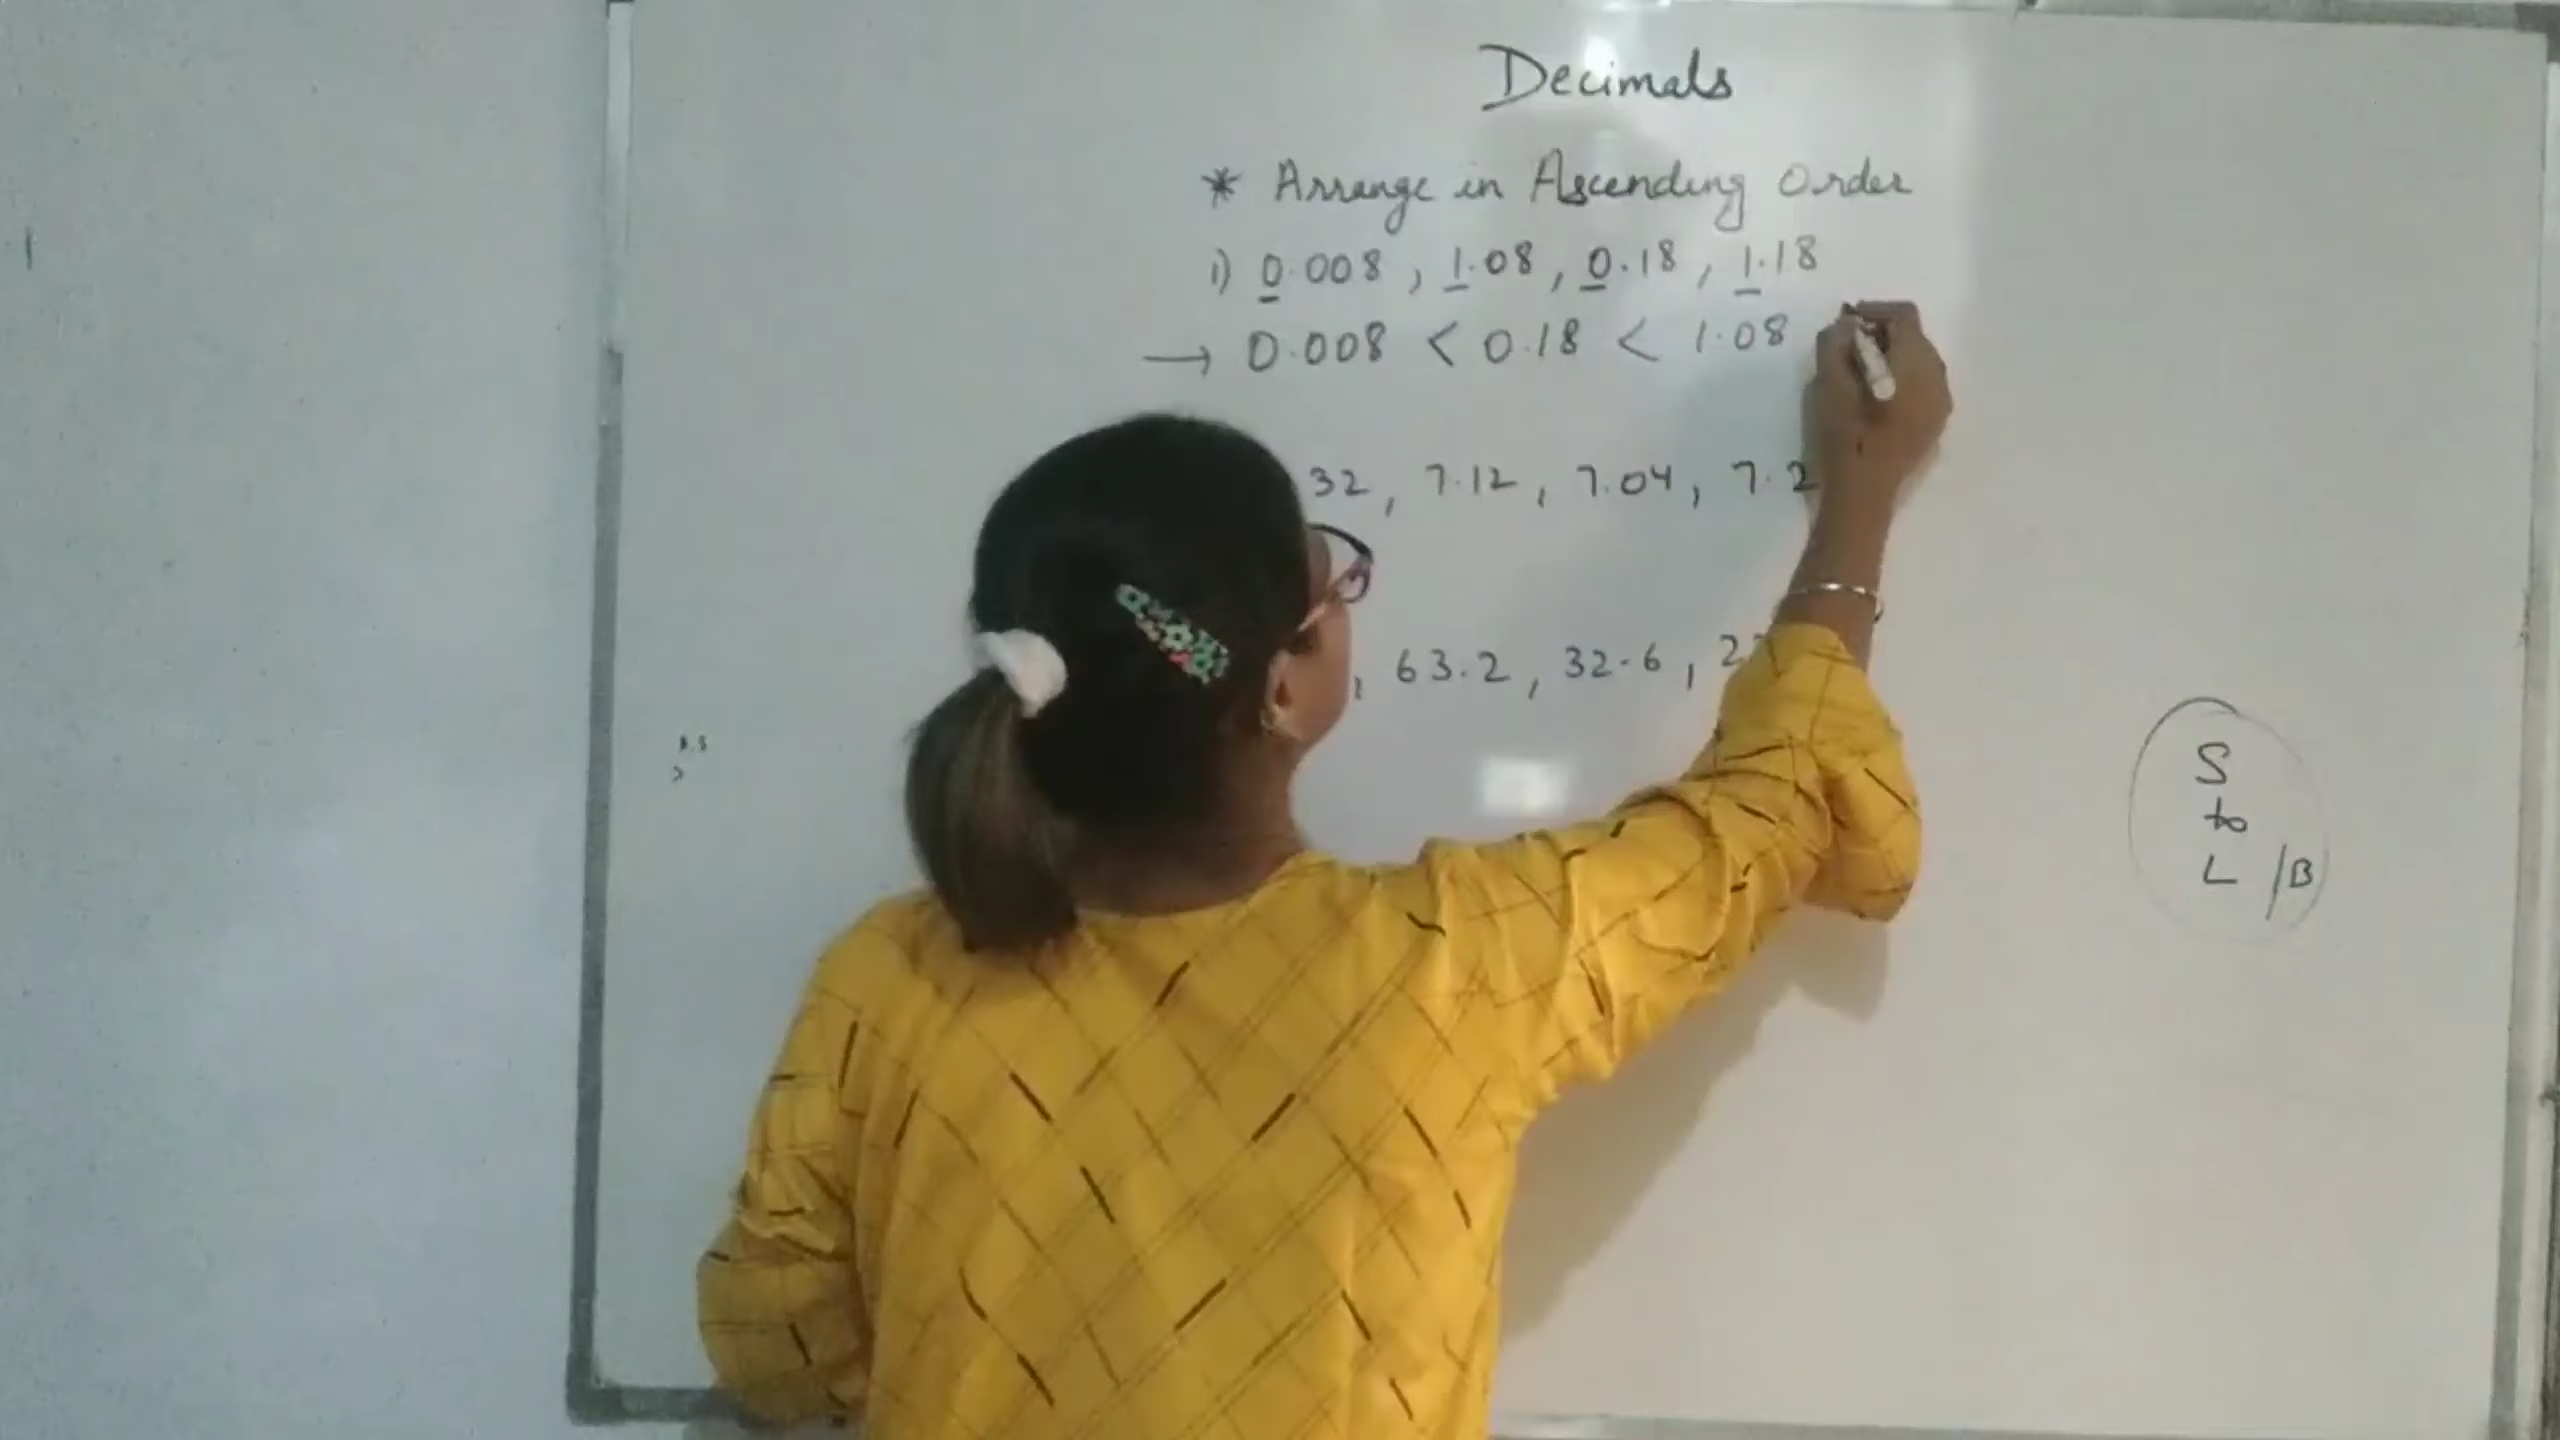 Decimals
* Arrange in Ascending Order
i) 0.008 , 1.08 , 0.18 , 1.18
→ 0.008 < 0.18 < 1.08
32 , 7.12 , 7.04 , 7.2
, 63.2 , 32.6 ,
S
to
L /B